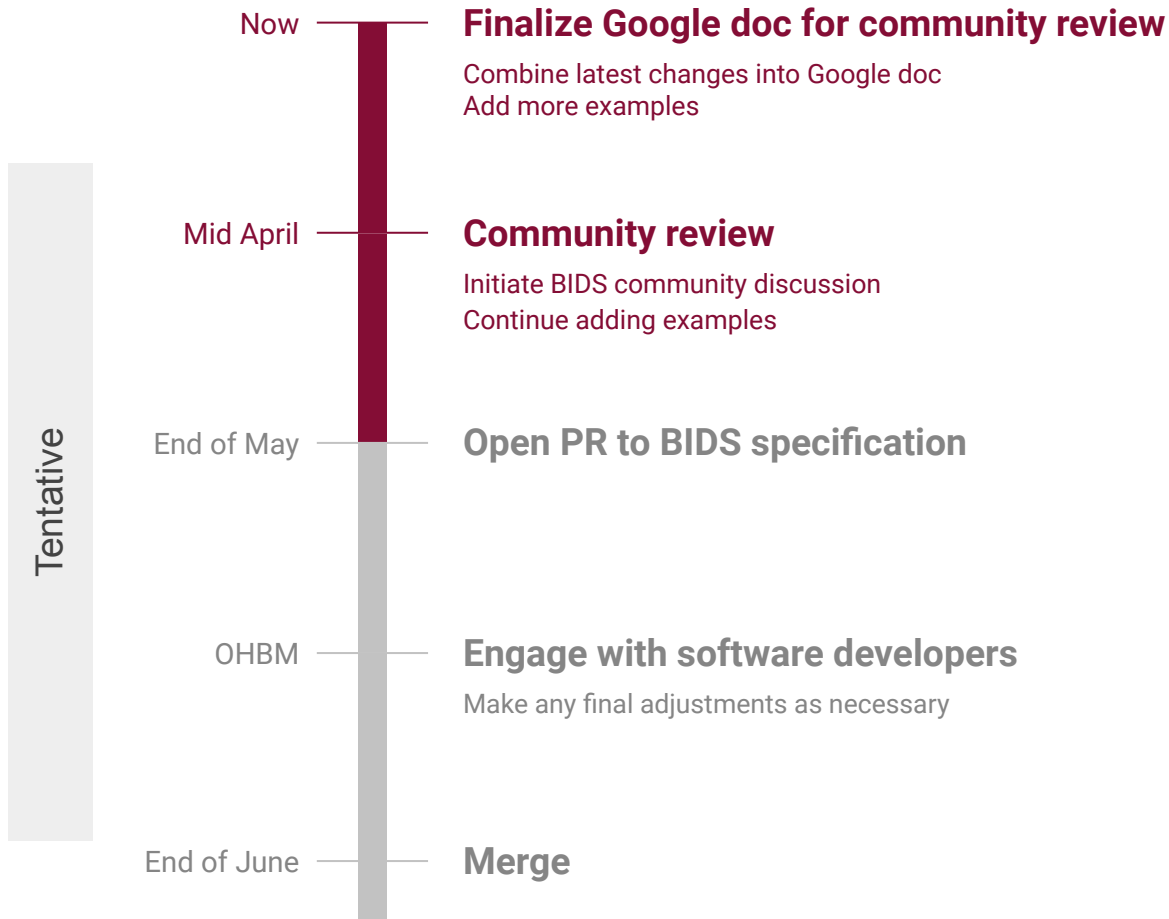 Now
Finalize Google doc for community review
Combine latest changes into Google doc
Add more examples
Tentative
Mid April
Community review
Initiate BIDS community discussion
Continue adding examples
End of May
Open PR to BIDS specification
OHBM
Engage with software developers
Make any final adjustments as necessary
End of June
Merge